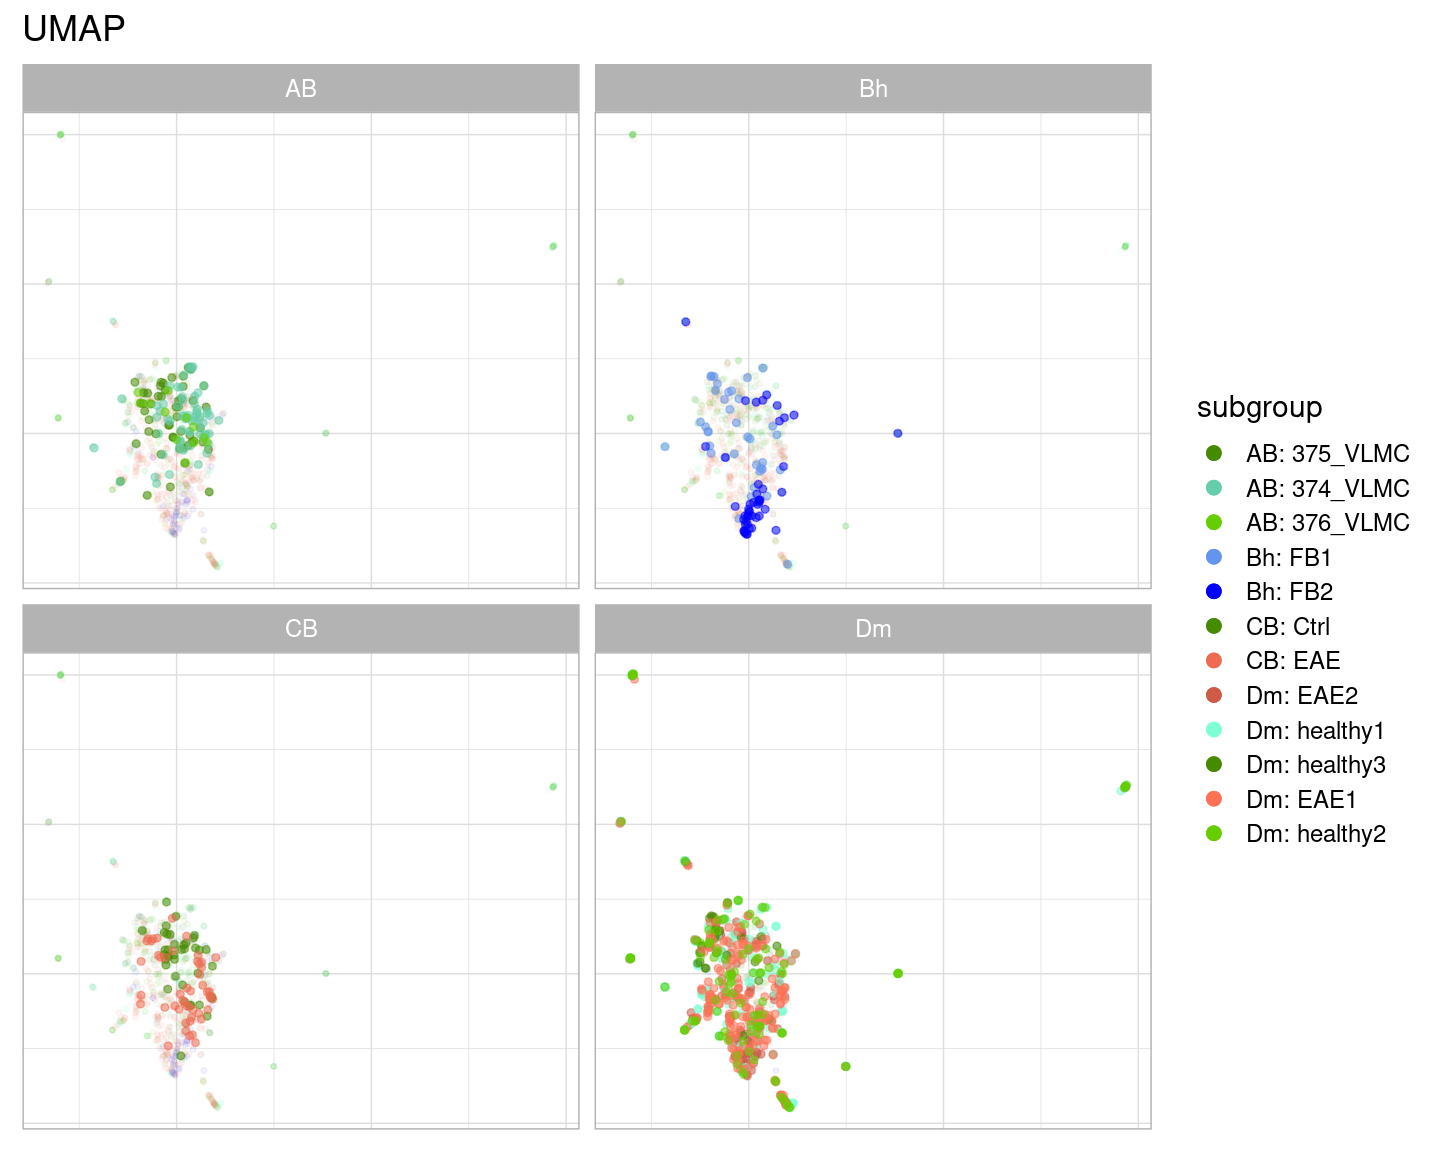 UMAP
AB
Bh
CB
Dm
subgroup
AB: 375_VLMC
AB: 374_VLMC
AB: 376_VLMC
Bh: FB1
Bh: FB2
CB: Ctrl
CB: EAE
Dm: EAE2
Dm: healthy1
Dm: healthy3
Dm: EAE1
Dm: healthy2